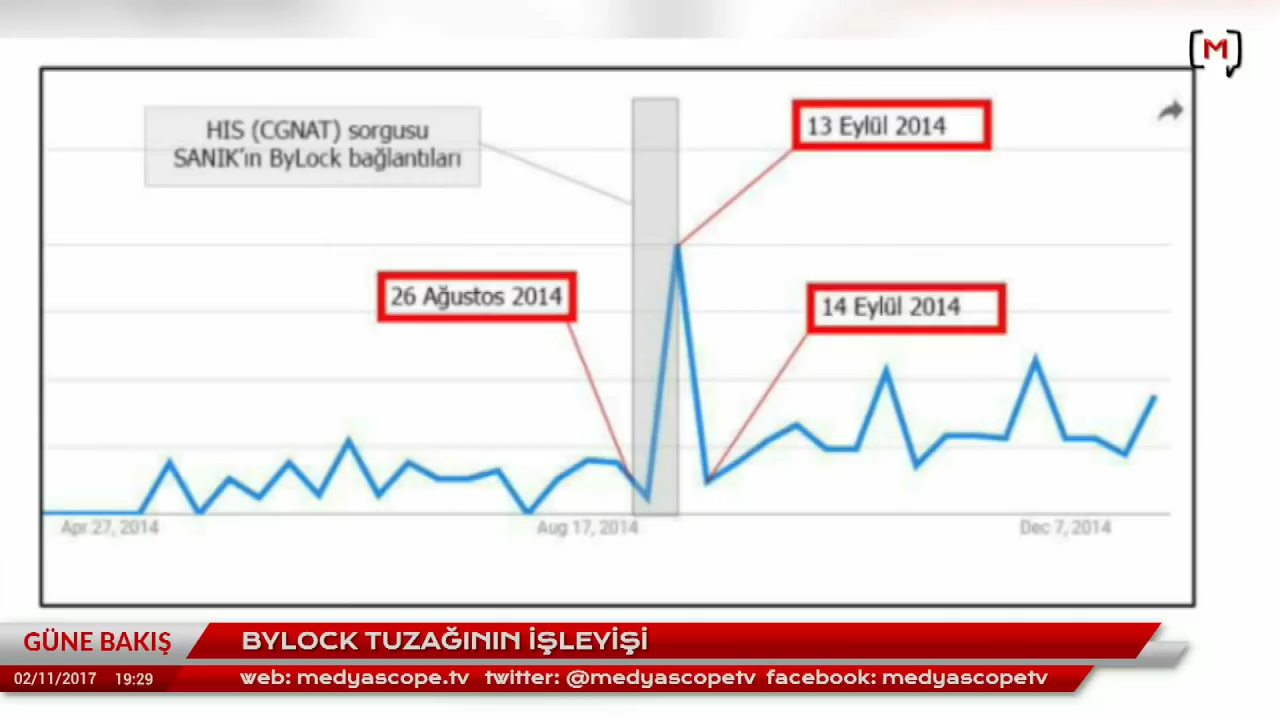 [M]
HIS (CGNAT) sorgusu
SANIK'ın ByLock bağlantıları
13 Eylül 2014
26 Ağustos 2014
14 Eylül 2014
Apr 27, 2014
Aug 17, 2014
Dec 7, 2014
GÜNE BAKIŞ
BYLOCK TUZAĞININ İŞLEYİŞİ
02/11/2017 19:29
web: medyascope.tv twitter: @medyascopetv facebook: medyascopetv